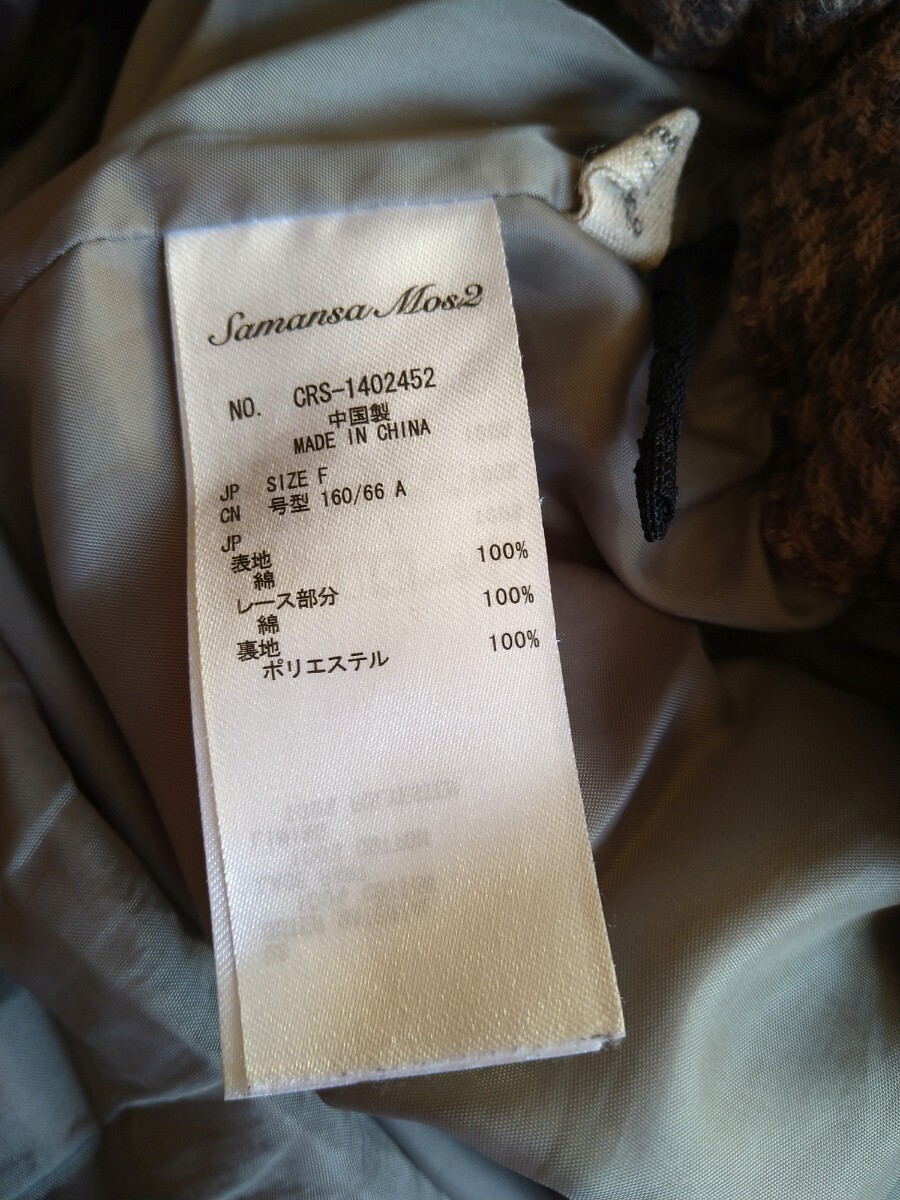 Samansa Mos2
NO. CRS-1402452
中国製
MADE IN CHINA
JP SIZE F
CN 号型 160/66 A
JP
表地
綿 100%
レース部分
綿 100%
裏地
ポリエステル 100%